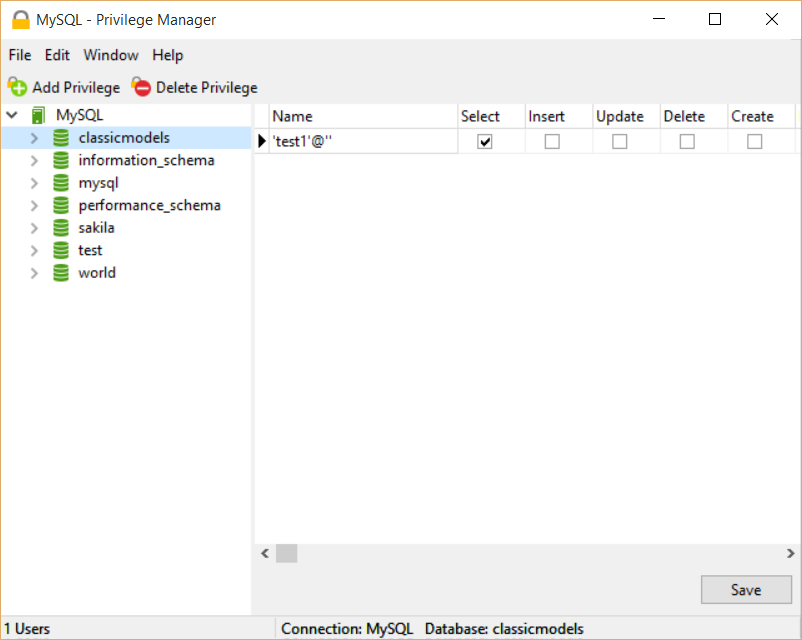 MySQL - Privilege Manager
File Edit Window Help
Add Privilege Delete Privilege
MySQL
classicmodels
information_schema
mysql
performance_schema
sakila
test
world
Name Select Insert Update Delete Create
'test1'@''
Save
1 Users Connection: MySQL Database: classicmodels